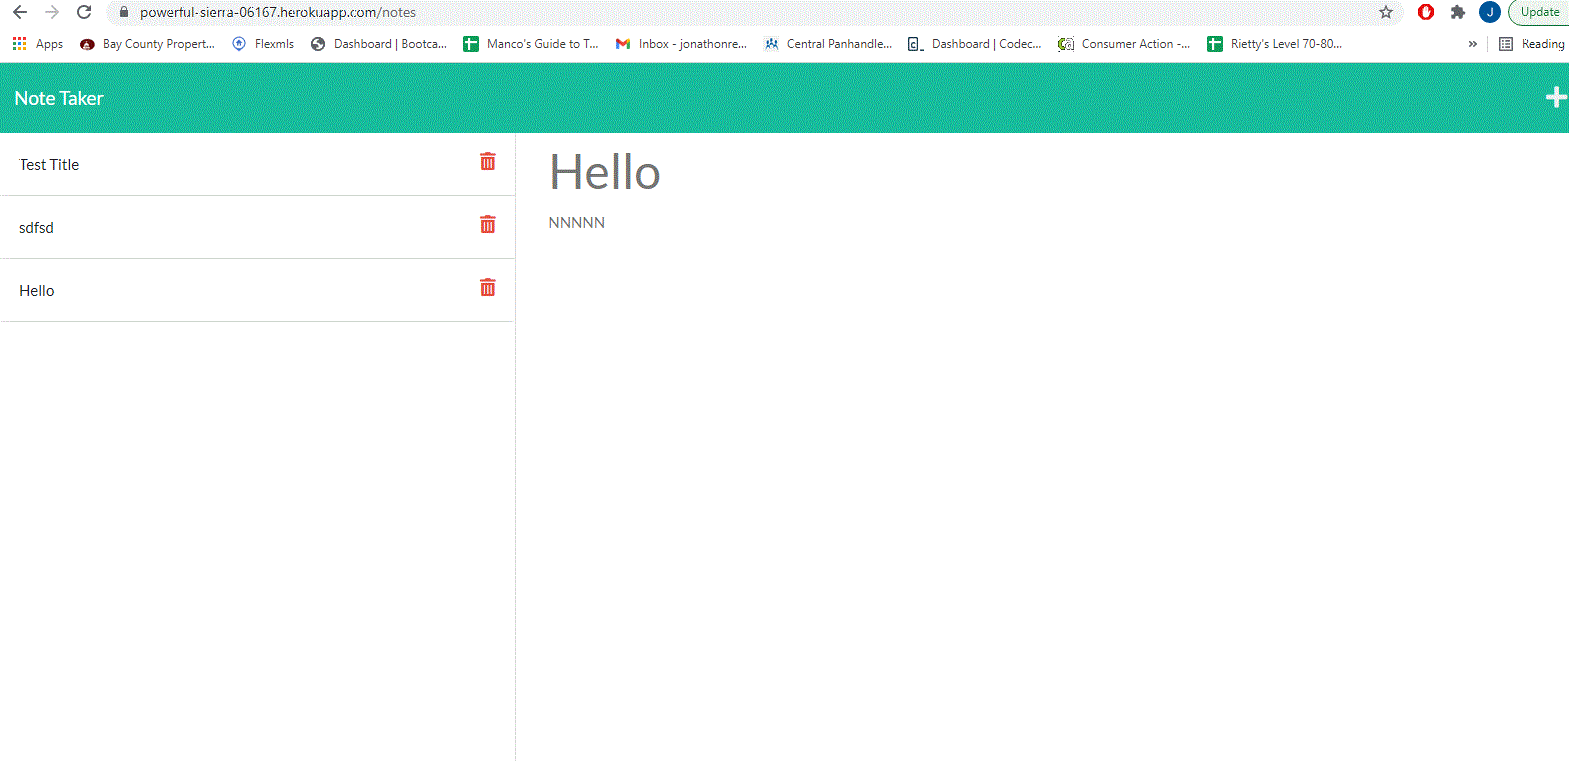 powerful-sierra-06167.herokuapp.com/notes J Update
Apps Bay County Propert... Flexmls Dashboard | Bootca... Manco's Guide to T... Inbox - jonathonre... Central Panhandle... Dashboard | Codec... Consumer Action -... Rietty's Level 70-80... » Reading
Note Taker
Test Title
sdfsd
Hello
Hello
NNNNN